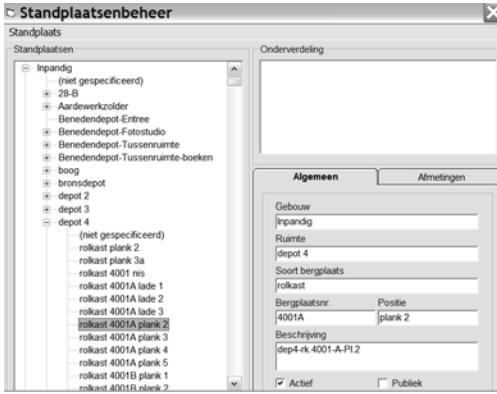 Standplaatsenbeheer
Standplaats
Standplaatsen
Inpandig
(niet gespecificeerd)
28-B
Aardewerkzolder
Benedendepot-Entree
Benedendepot-Fotostudio
Benedendepot-Tussenruimte
Benedendepot-Tussenruimte-boeken
boog
bronsdepot
depot 2
depot 3
depot 4
(niet gespecificeerd)
rolkast plank 2
rolkast plank 3a
rolkast 4001 nis
rolkast 4001A lade 1
rolkast 4001A lade 2
rolkast 4001A lade 3
rolkast 4001A plank 2
rolkast 4001A plank 3
rolkast 4001A plank 4
rolkast 4001A plank 5
rolkast 4001B plank 1
rolkast 4001B plank 2
Onderverdeling
Algemeen Afmetingen
Gebouw
Inpandig
Ruimte
depot 4
Soort bergplaats
rolkast
Bergplaatsnr. Positie
4001A plank 2
Beschrijving
dep4-rk.4001-A-Pl.2
Actief Publiek